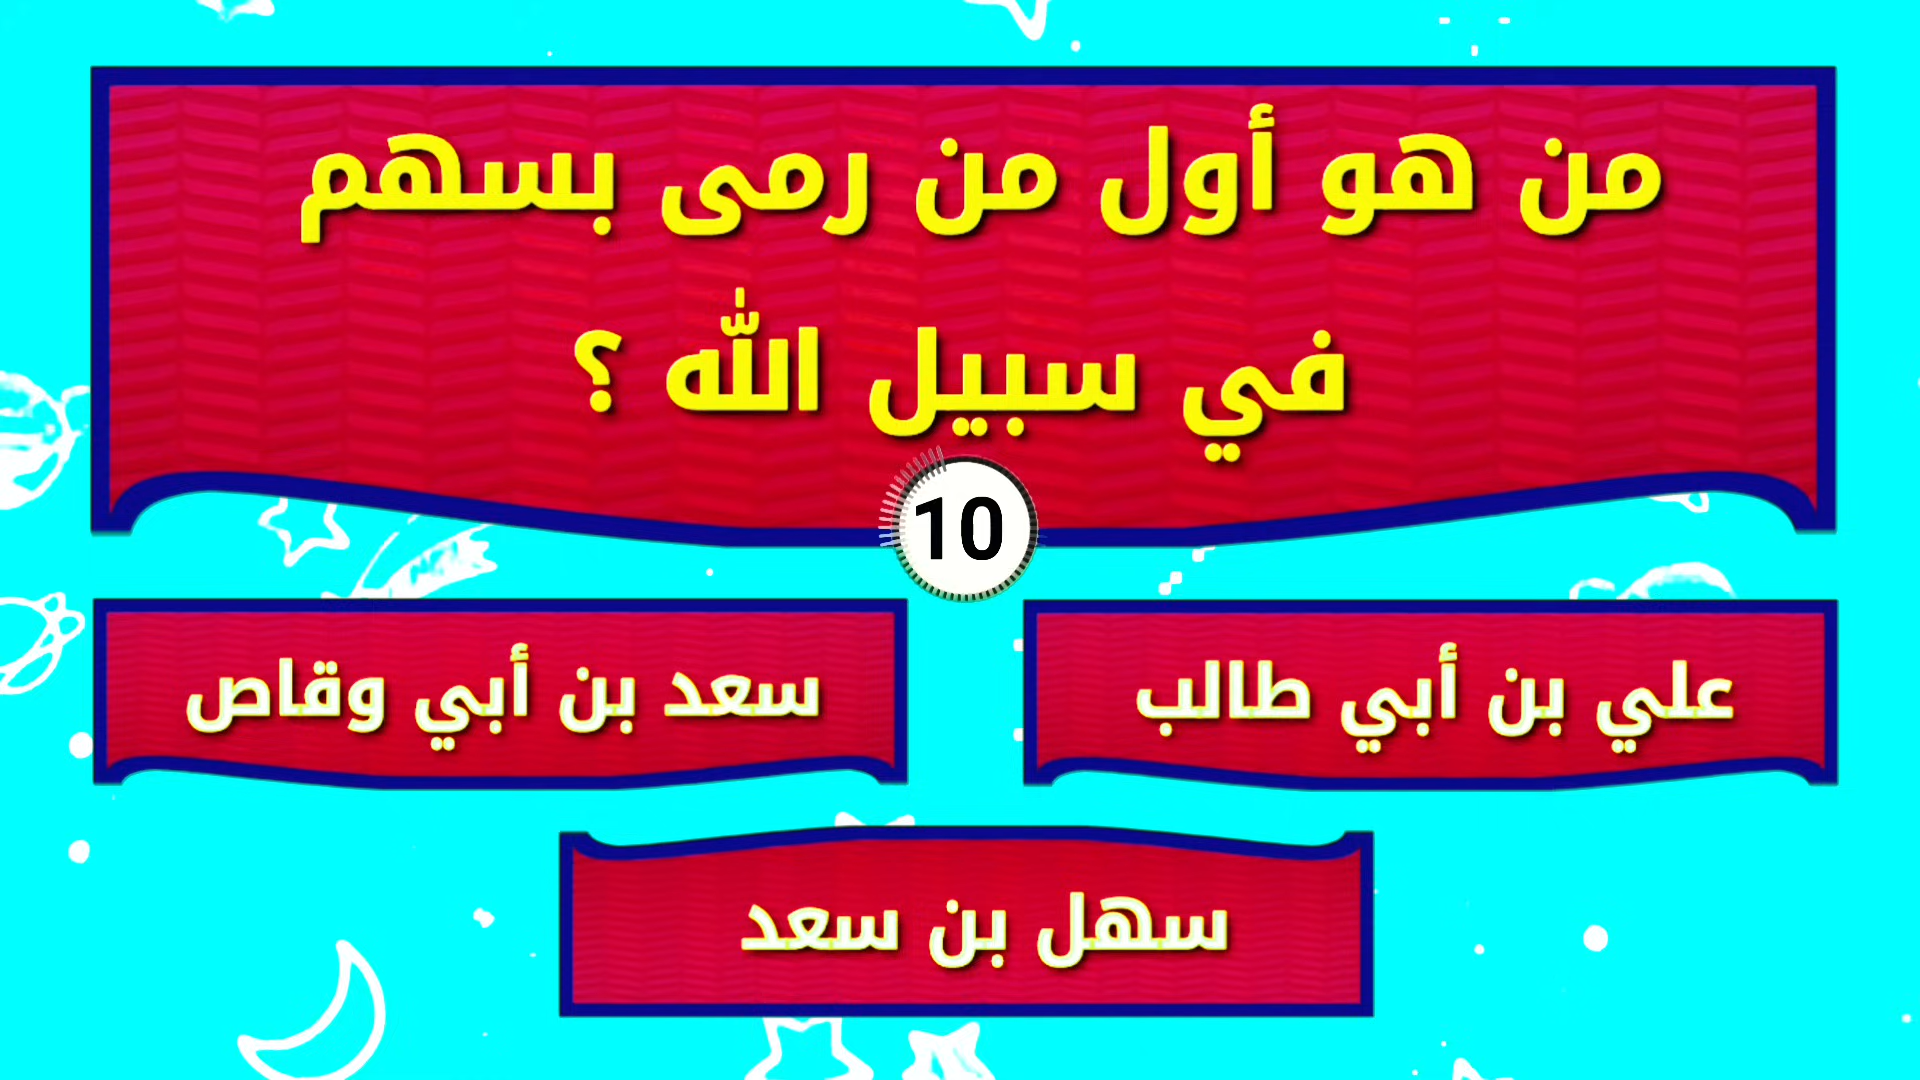 من هو أول من رمى بسهم
في سبيل الله ؟
10
علي بن أبي طالب
سعد بن أبي وقاص
سهل بن سعد